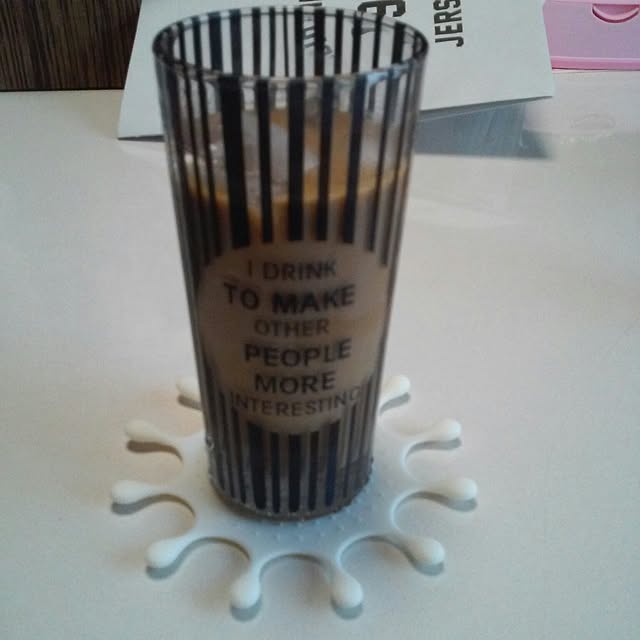 I DRINK
TO MAKE
OTHER
PEOPLE
MORE
INTERESTING
JERS